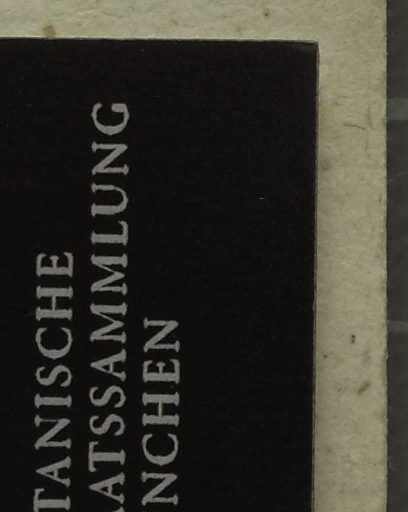 TANISCHE
ATSSAMMLUNG
NCHEN